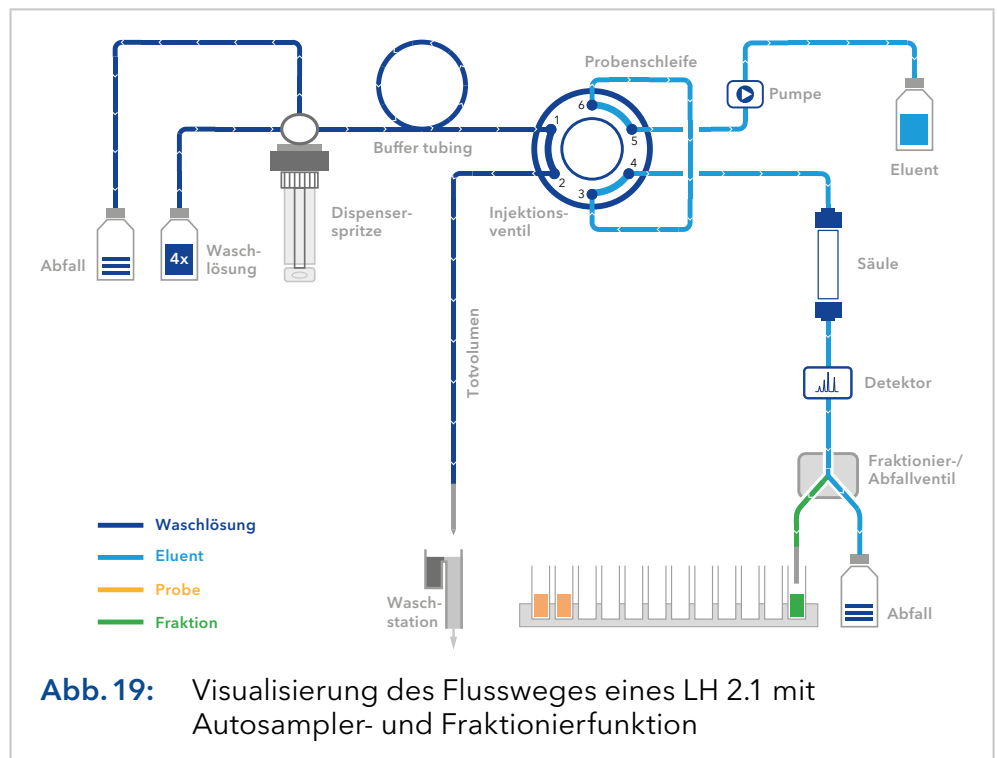 Probenschleife
Pumpe
Eluent
Buffer tubing
1
2
3
4
5
6
Injektions-
ventil
Dispenser-
spritze
Abfall
4x
Wasch-
lösung
Säule
Totvolumen
Detektor
Fraktionier-/
Abfallventil
Waschlösung
Eluent
Probe
Fraktion
Wasch-
station
Abfall
Abb. 19: Visualisierung des Flussweges eines LH 2.1 mit
Autosampler- und Fraktionierfunktion